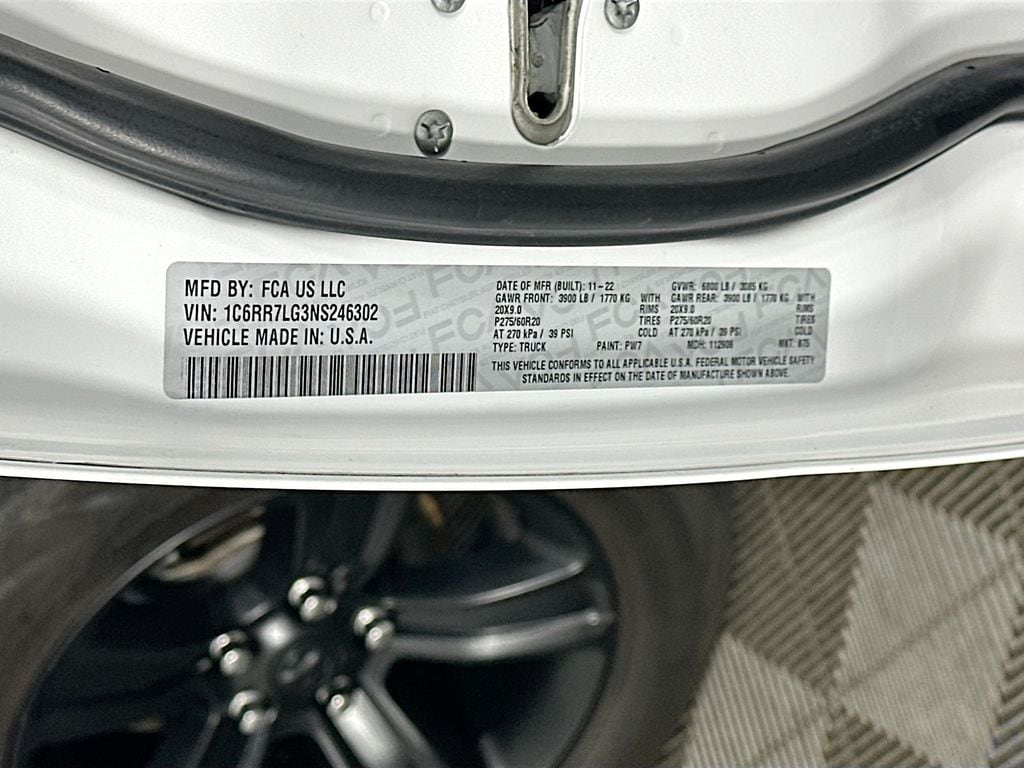 MFD BY: FCA US LLC
VIN: 1C6RR7LG3NS246302
VEHICLE MADE IN: U.S.A.
DATE OF MFR (BUILT): 11-22 GVWR: 6800 LB / 3085 KG
GAWR FRONT: 3900 LB / 1770 KG WITH GAWR REAR: 3900 LB / 1770 KG WITH
20X9.0 RIMS 20X9.0 RIMS
P275/60R20 TIRES P275/60R20 TIRES
AT 270 kPa / 39 PSI COLD AT 270 kPa / 39 PSI COLD
TYPE: TRUCK PAINT: PW7 MDH: 112906 MKT: 875
THIS VEHICLE CONFORMS TO ALL APPLICABLE U.S.A. FEDERAL MOTOR VEHICLE SAFETY
STANDARDS IN EFFECT ON THE DATE OF MANUFACTURE SHOWN ABOVE.